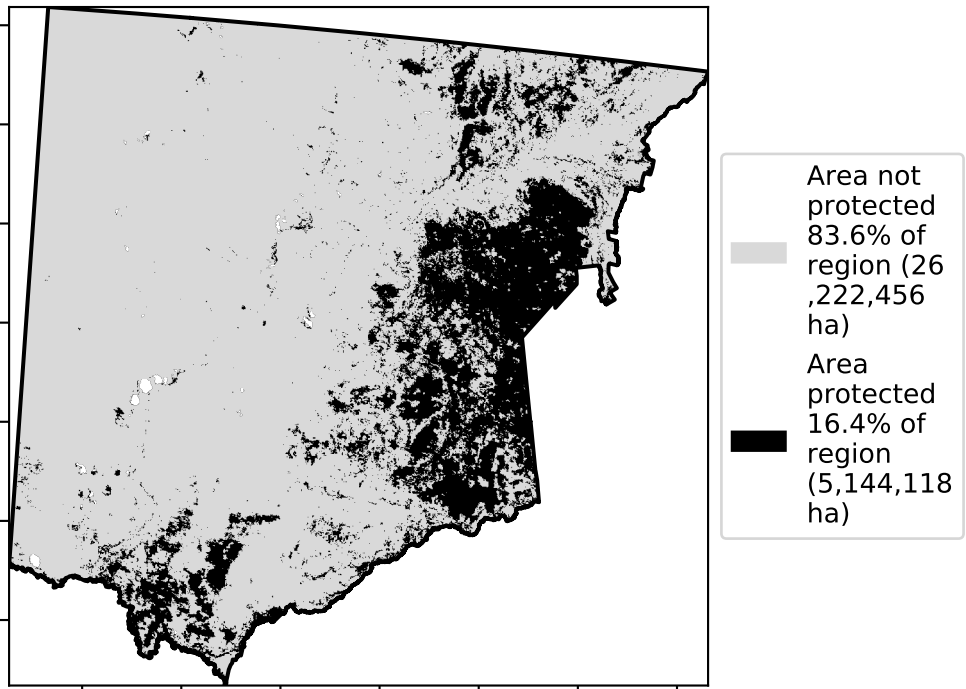 Area not
protected
83.6% of
region (26
,222,456
ha)
Area
protected
16.4% of
region
(5,144,118
ha)